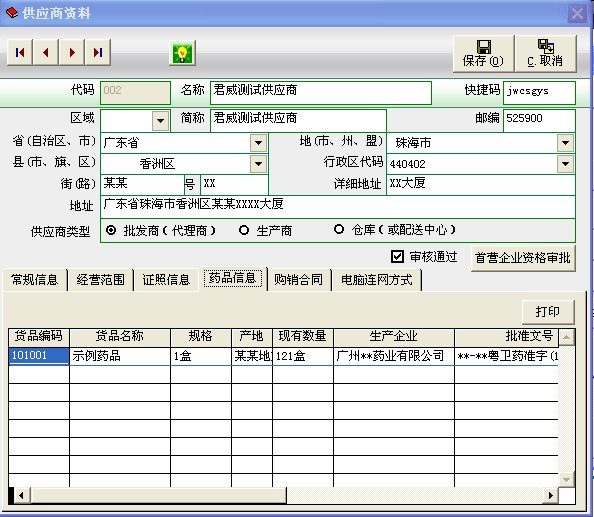 供应商资料
保存(O)
C.取消
代码 002 名称 君威测试供应商 快捷码 jwcsgys
区域 简称 君威测试供应商 邮编 525900
省(自治区、市) 广东省 地(市、州、盟) 珠海市
县(市、旗、区) 香洲区 行政区代码 440402
街(路) 某某 号 XX 详细地址 XX大厦
地址 广东省珠海市香洲区某某XXXX大厦
供应商类型 批发商(代理商) 生产商 仓库(或配送中心)
审核通过 首营企业资格审批
常规信息 经营范围 证照信息 药品信息 购销合同 电脑连网方式
打印
货品编码 货品名称 规格 产地 现有数量 生产企业 批准文号
101001 示例药品 1盒 某某地 121盒 广州**药业有限公司 **-**粤卫药准字(1